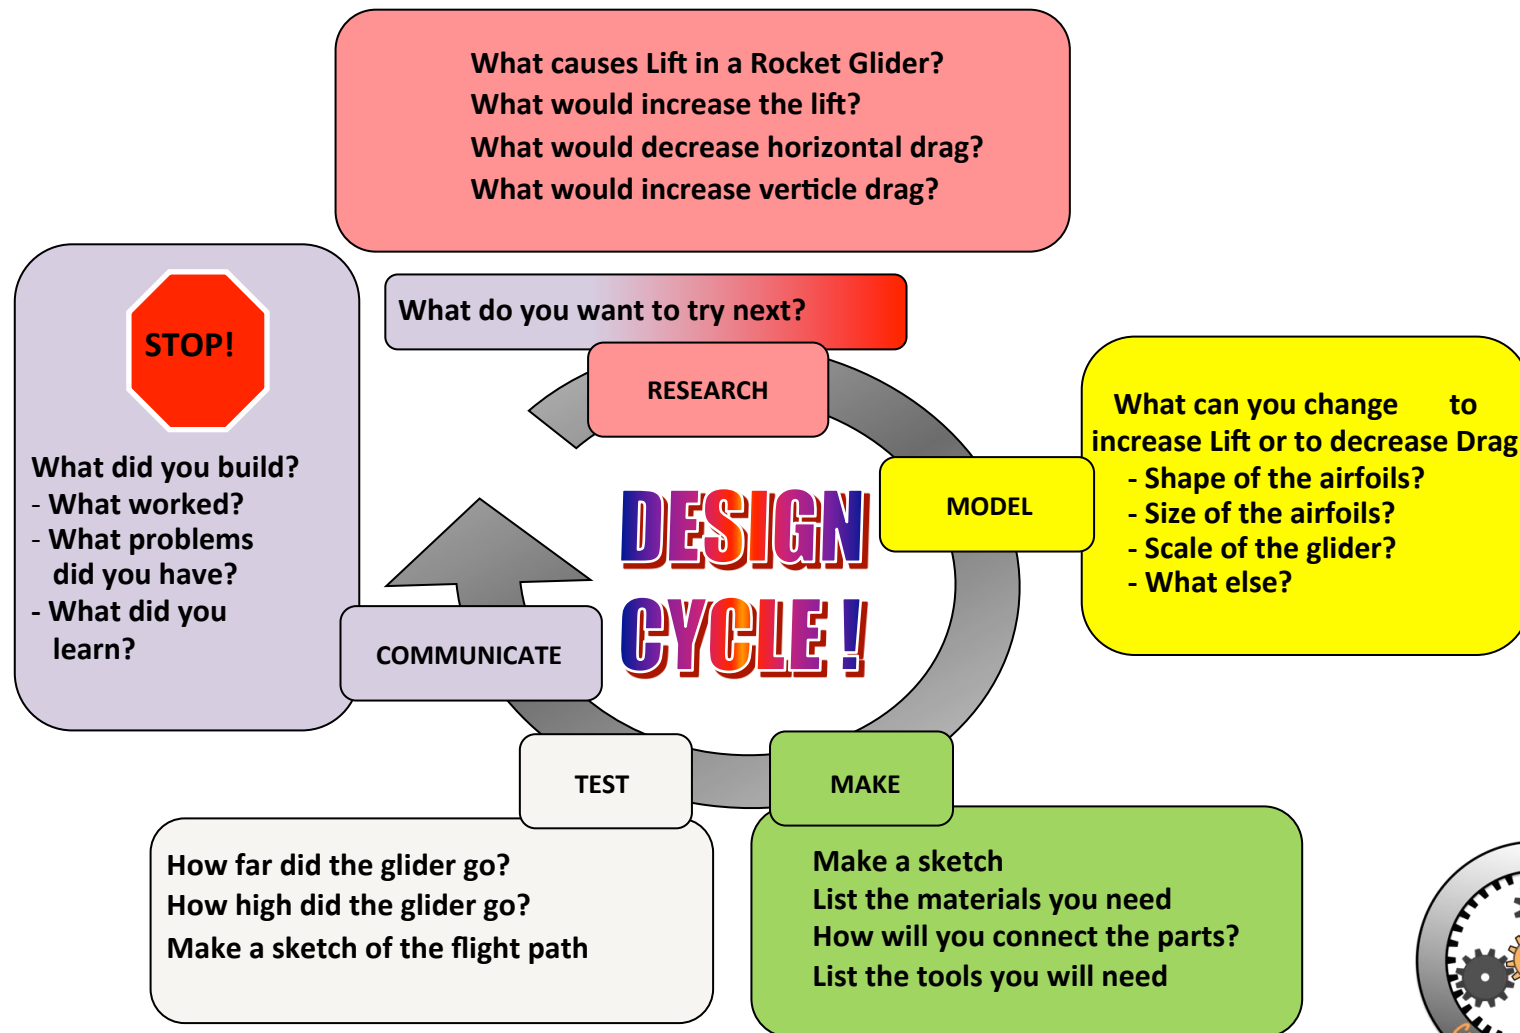 What causes Lift in a Rocket Glider?
What would increase the lift?
What would decrease horizontal drag?
What would increase verticle drag?
What do you want to try next?
RESEARCH
MODEL
What can you change to
increase Lift or to decrease Drag
- Shape of the airfoils?
- Size of the airfoils?
- Scale of the glider?
- What else?
DESIGN
CYCLE!
MAKE
Make a sketch
List the materials you need
How will you connect the parts?
List the tools you will need
TEST
How far did the glider go?
How high did the glider go?
Make a sketch of the flight path
COMMUNICATE
STOP!
What did you build?
- What worked?
- What problems
did you have?
- What did you
learn?